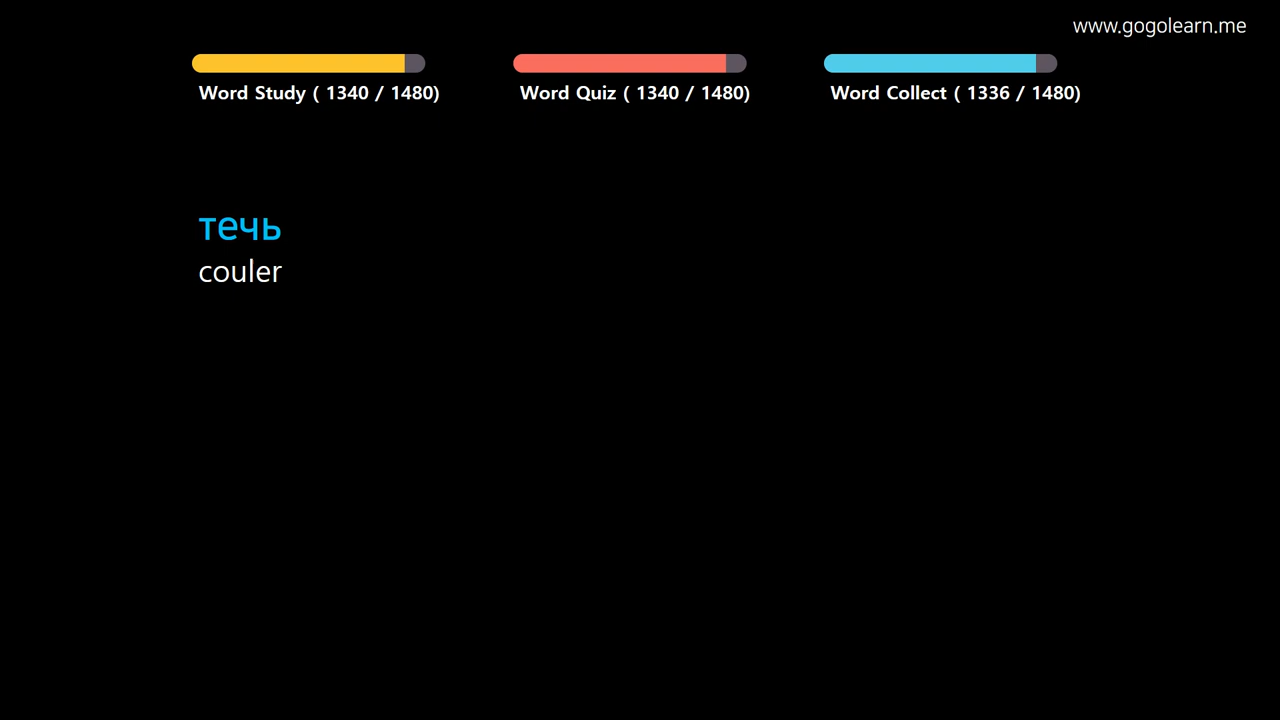 www.gogolearn.me
Word Study ( 1340 / 1480)
Word Quiz ( 1340 / 1480)
Word Collect ( 1336 / 1480)
течь
couler